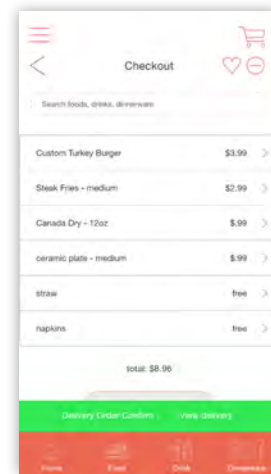 Checkout
Search foods, drinks, dinnerware
Custom Turkey Burger $3.99
Steak Fries - medium $2.99
Canada Dry - 12oz $.99
ceramic plate - medium $.99
straw free
napkins free
total: $8.96
Delivery Order Confirm View delivery
Home Food Drink Dinnerware